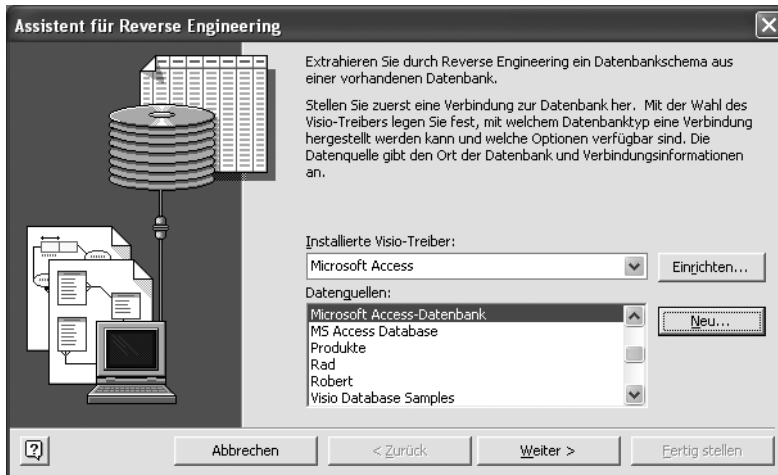 Assistent für Reverse Engineering
Extrahieren Sie durch Reverse Engineering ein Datenbankschema aus
einer vorhandenen Datenbank.
Stellen Sie zuerst eine Verbindung zur Datenbank her. Mit der Wahl des
Visio-Treibers legen Sie fest, mit welchem Datenbanktyp eine Verbindung
hergestellt werden kann und welche Optionen verfügbar sind. Die
Datenquelle gibt den Ort der Datenbank und Verbindungsinformationen
an.
Installierte Visio-Treiber:
Microsoft Access
Einrichten...
Datenquellen:
Microsoft Access-Datenbank
MS Access Database
Produkte
Rad
Robert
Visio Database Samples
Neu...
Abbrechen
< Zurück
Weiter >
Fertig stellen